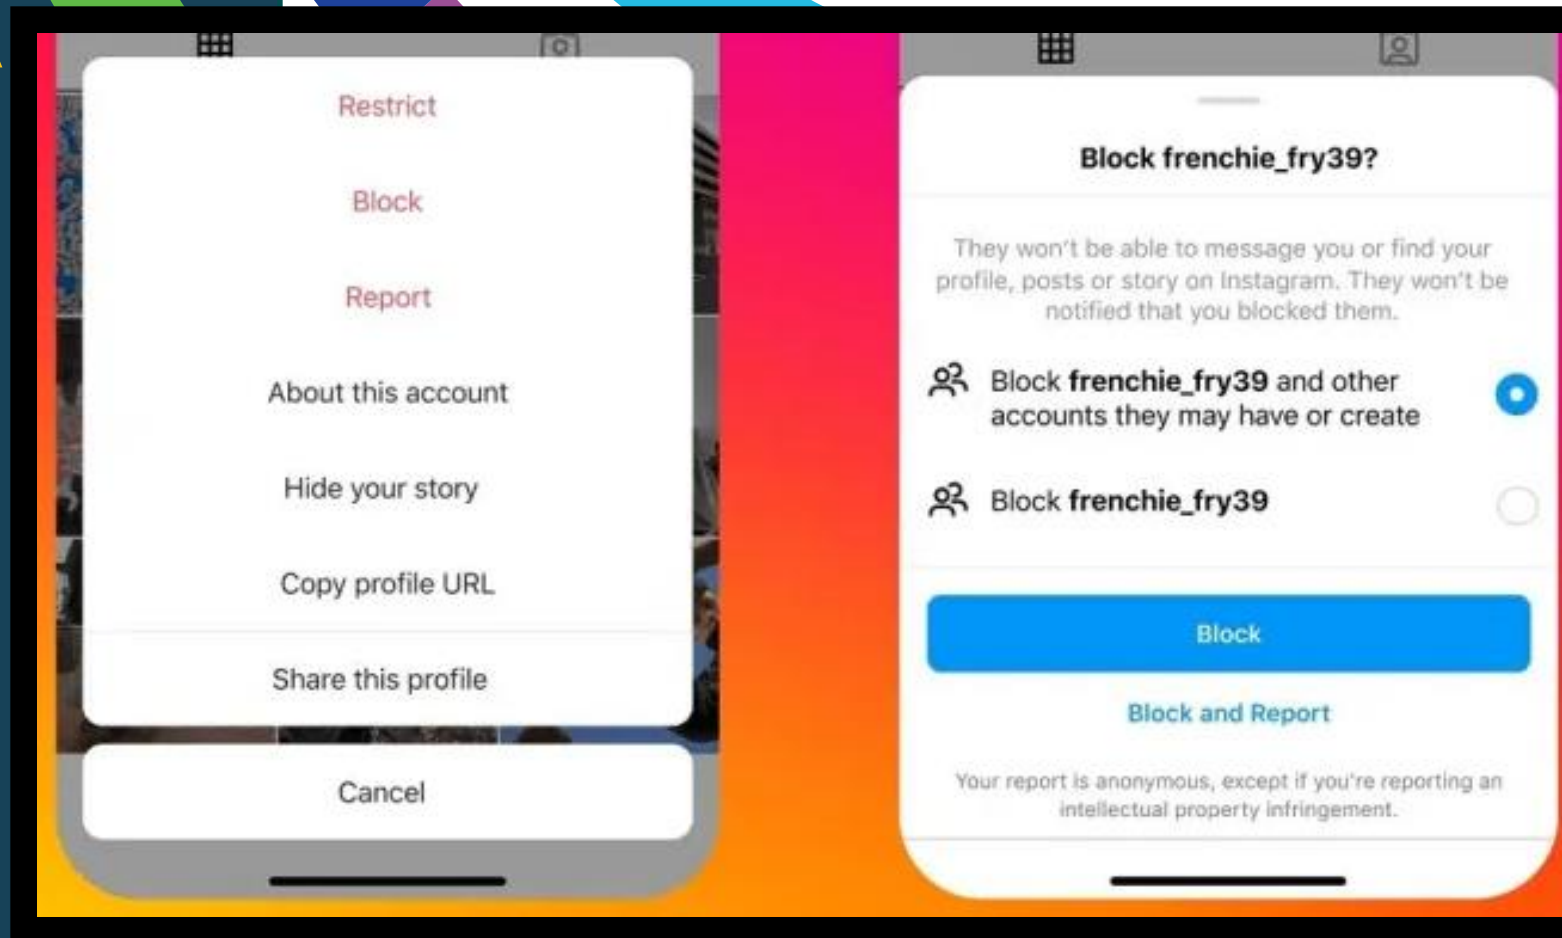 Restrict
Block
Report
About this account
Hide your story
Copy profile URL
Share this profile
Cancel
Block frenchie_fry39?
They won't be able to message you or find your
profile, posts or story on Instagram. They won't be
notified that you blocked them.
Block frenchie_fry39 and other
accounts they may have or create
Block frenchie_fry39
Block
Block and Report
Your report is anonymous, except if you're reporting an
intellectual property infringement.